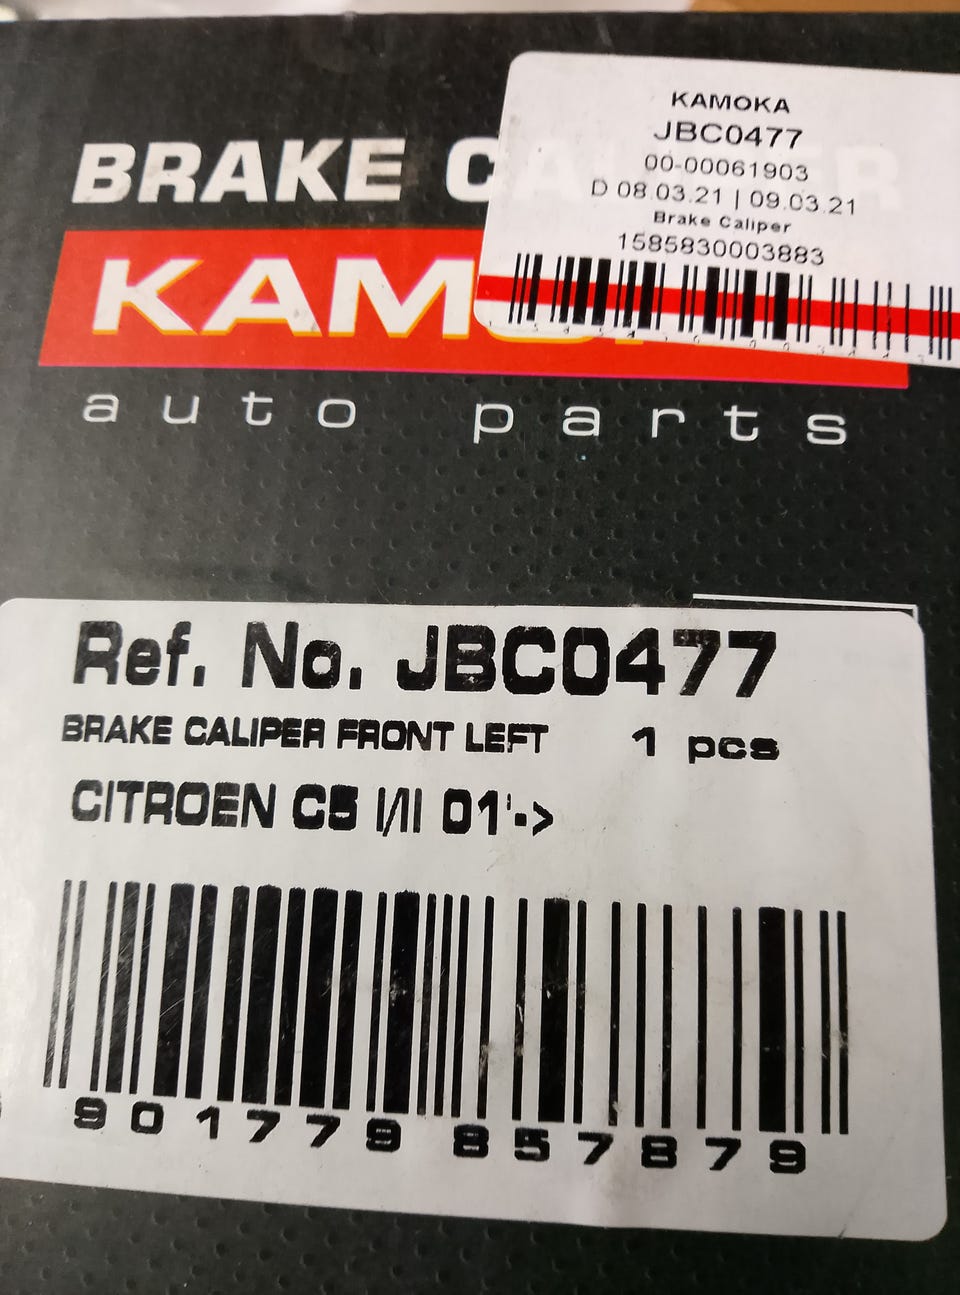 KAMOKA
JBC0477
00-00061903
D 08.03.21 | 09.03.21
Brake Caliper
1585830003883
BRAKE
auto parts
Ref. No. JBC0477
BRAKE CALIPER FRONT LEFT 1 pcs
CITROEN C5 I/II 01'->
901779 857879